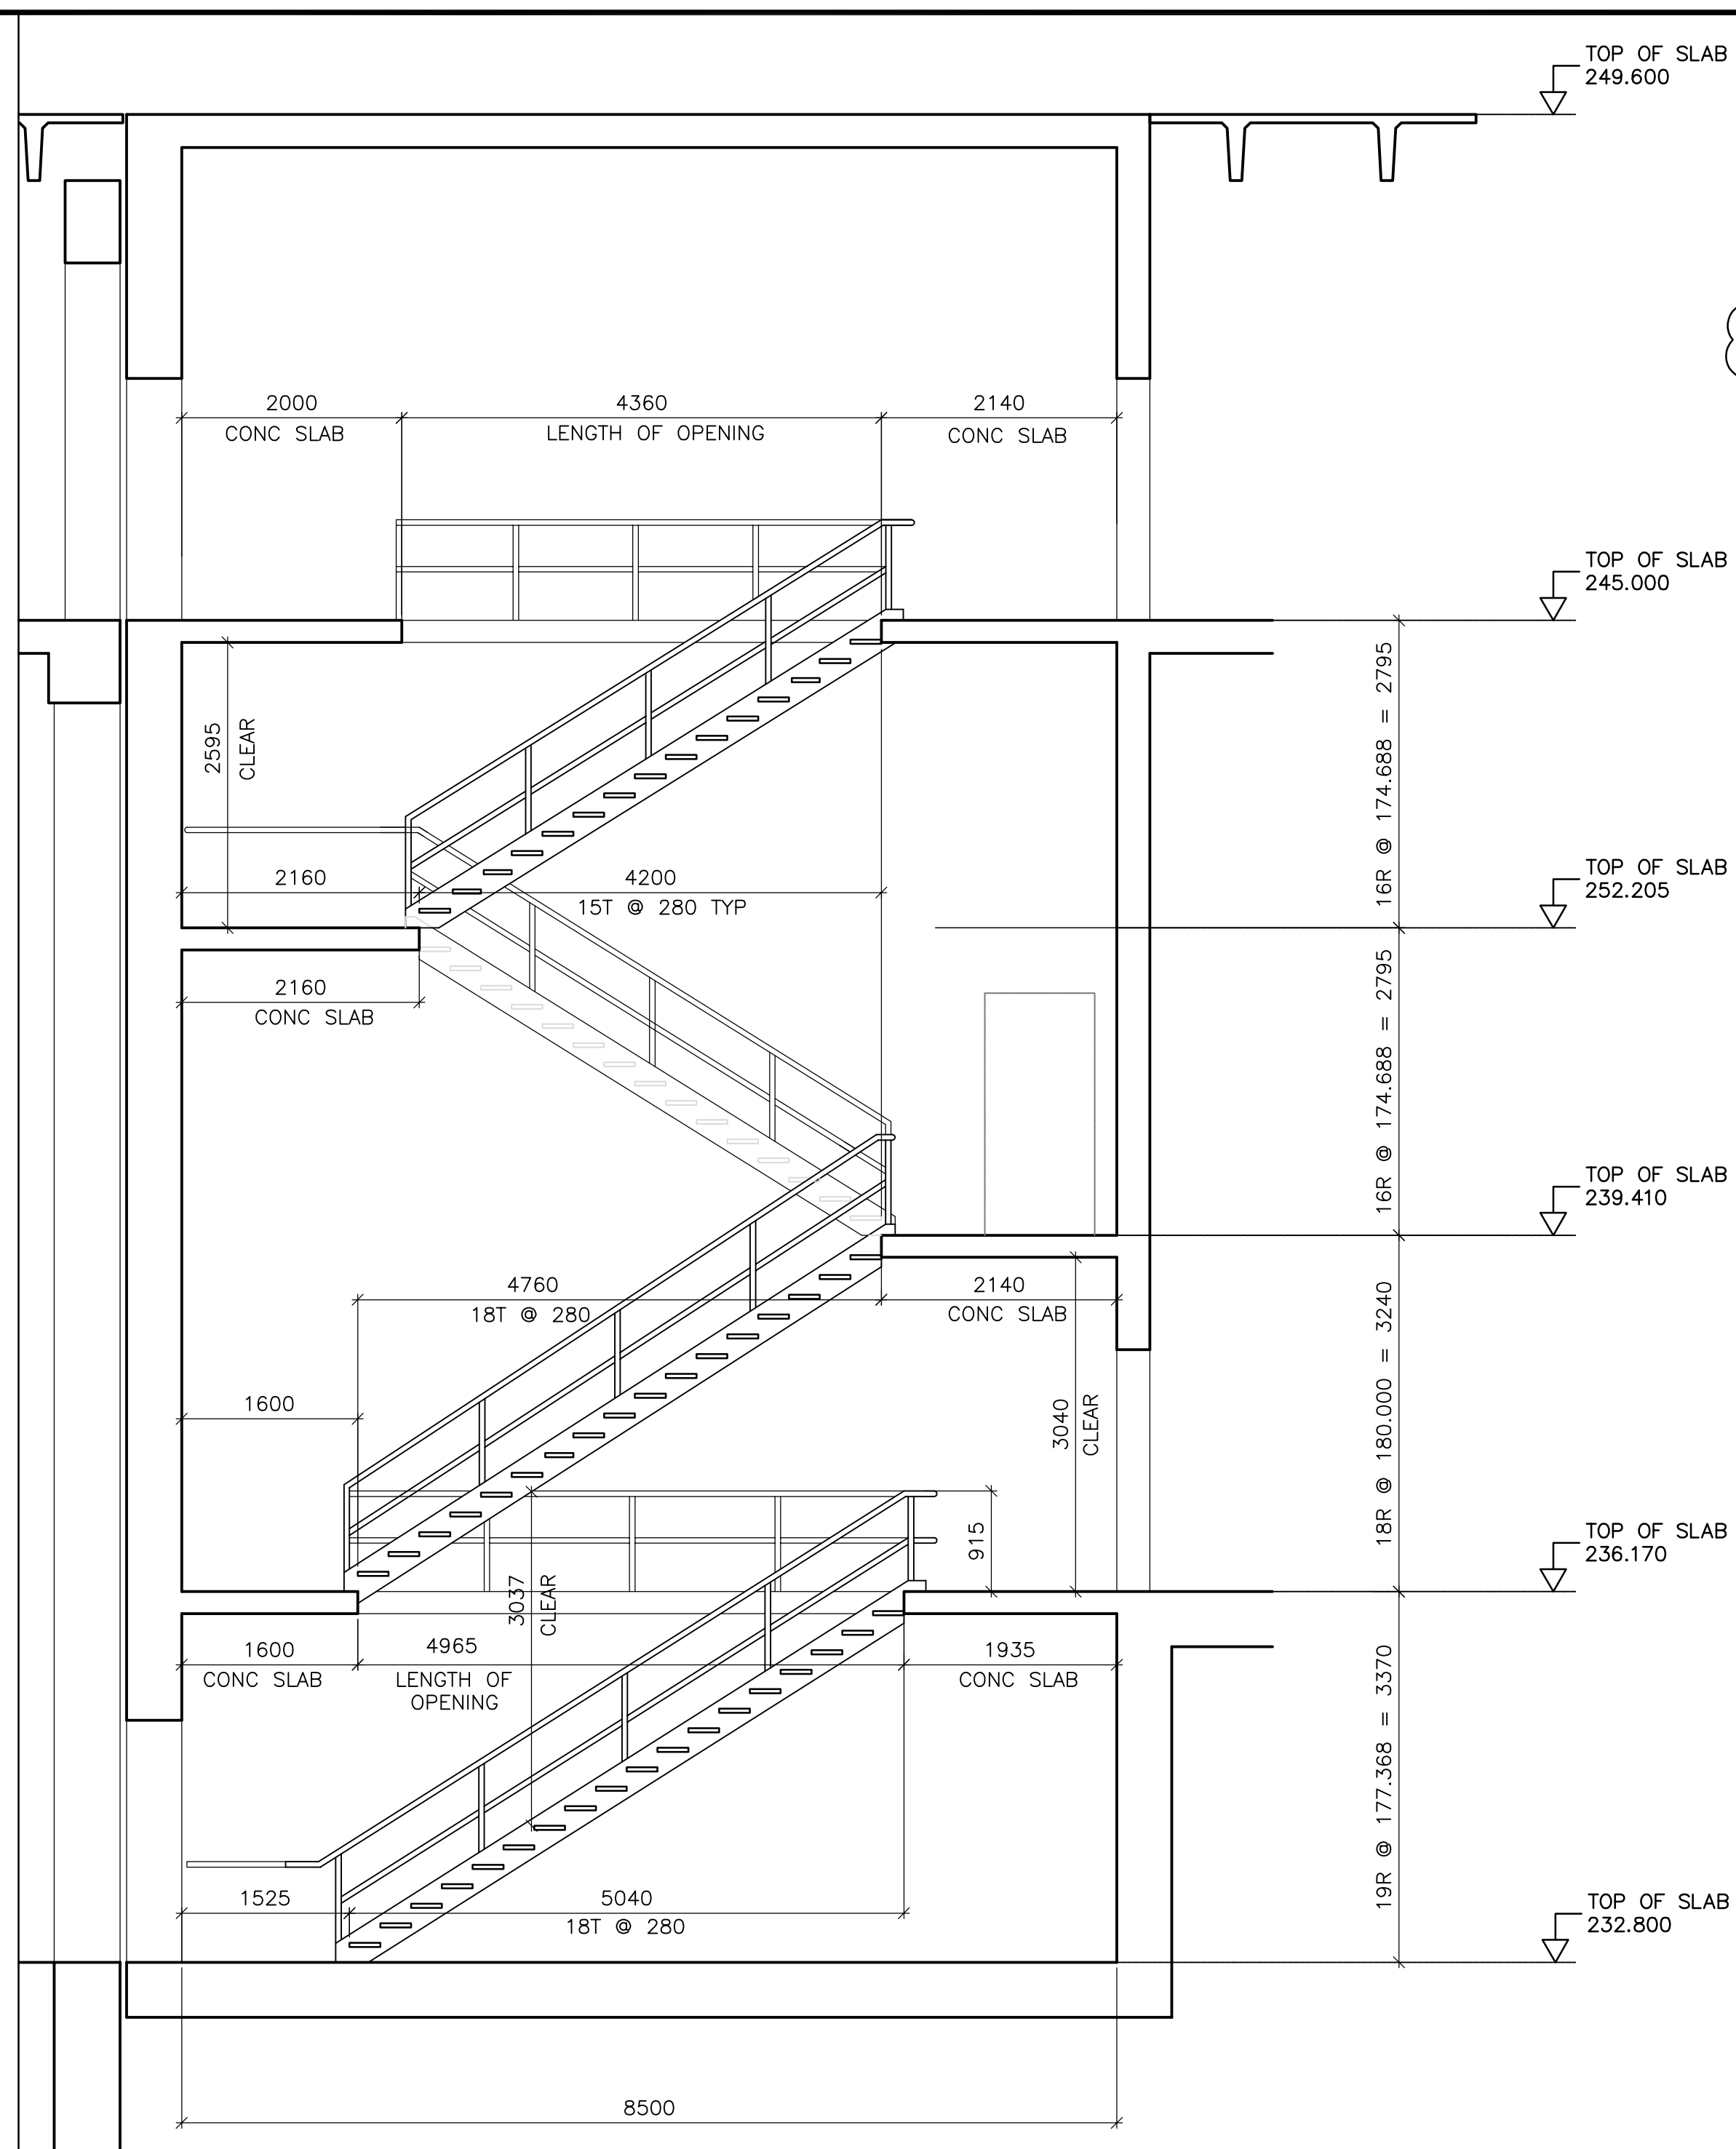 TOP OF SLAB
249.600
2000
CONC SLAB
4360
LENGTH OF OPENING
2140
CONC SLAB
TOP OF SLAB
245.000
2595
CLEAR
16R @ 174.688 = 2795
2160
4200
15T @ 280 TYP
TOP OF SLAB
252.205
2160
CONC SLAB
16R @ 174.688 = 2795
TOP OF SLAB
239.410
4760
18T @ 280
2140
CONC SLAB
1600
3040
CLEAR
18R @ 180.000 = 3240
915
TOP OF SLAB
236.170
3037
CLEAR
1600
CONC SLAB
4965
LENGTH OF
OPENING
1935
CONC SLAB
19R @ 177.368 = 3370
1525
5040
18T @ 280
TOP OF SLAB
232.800
8500